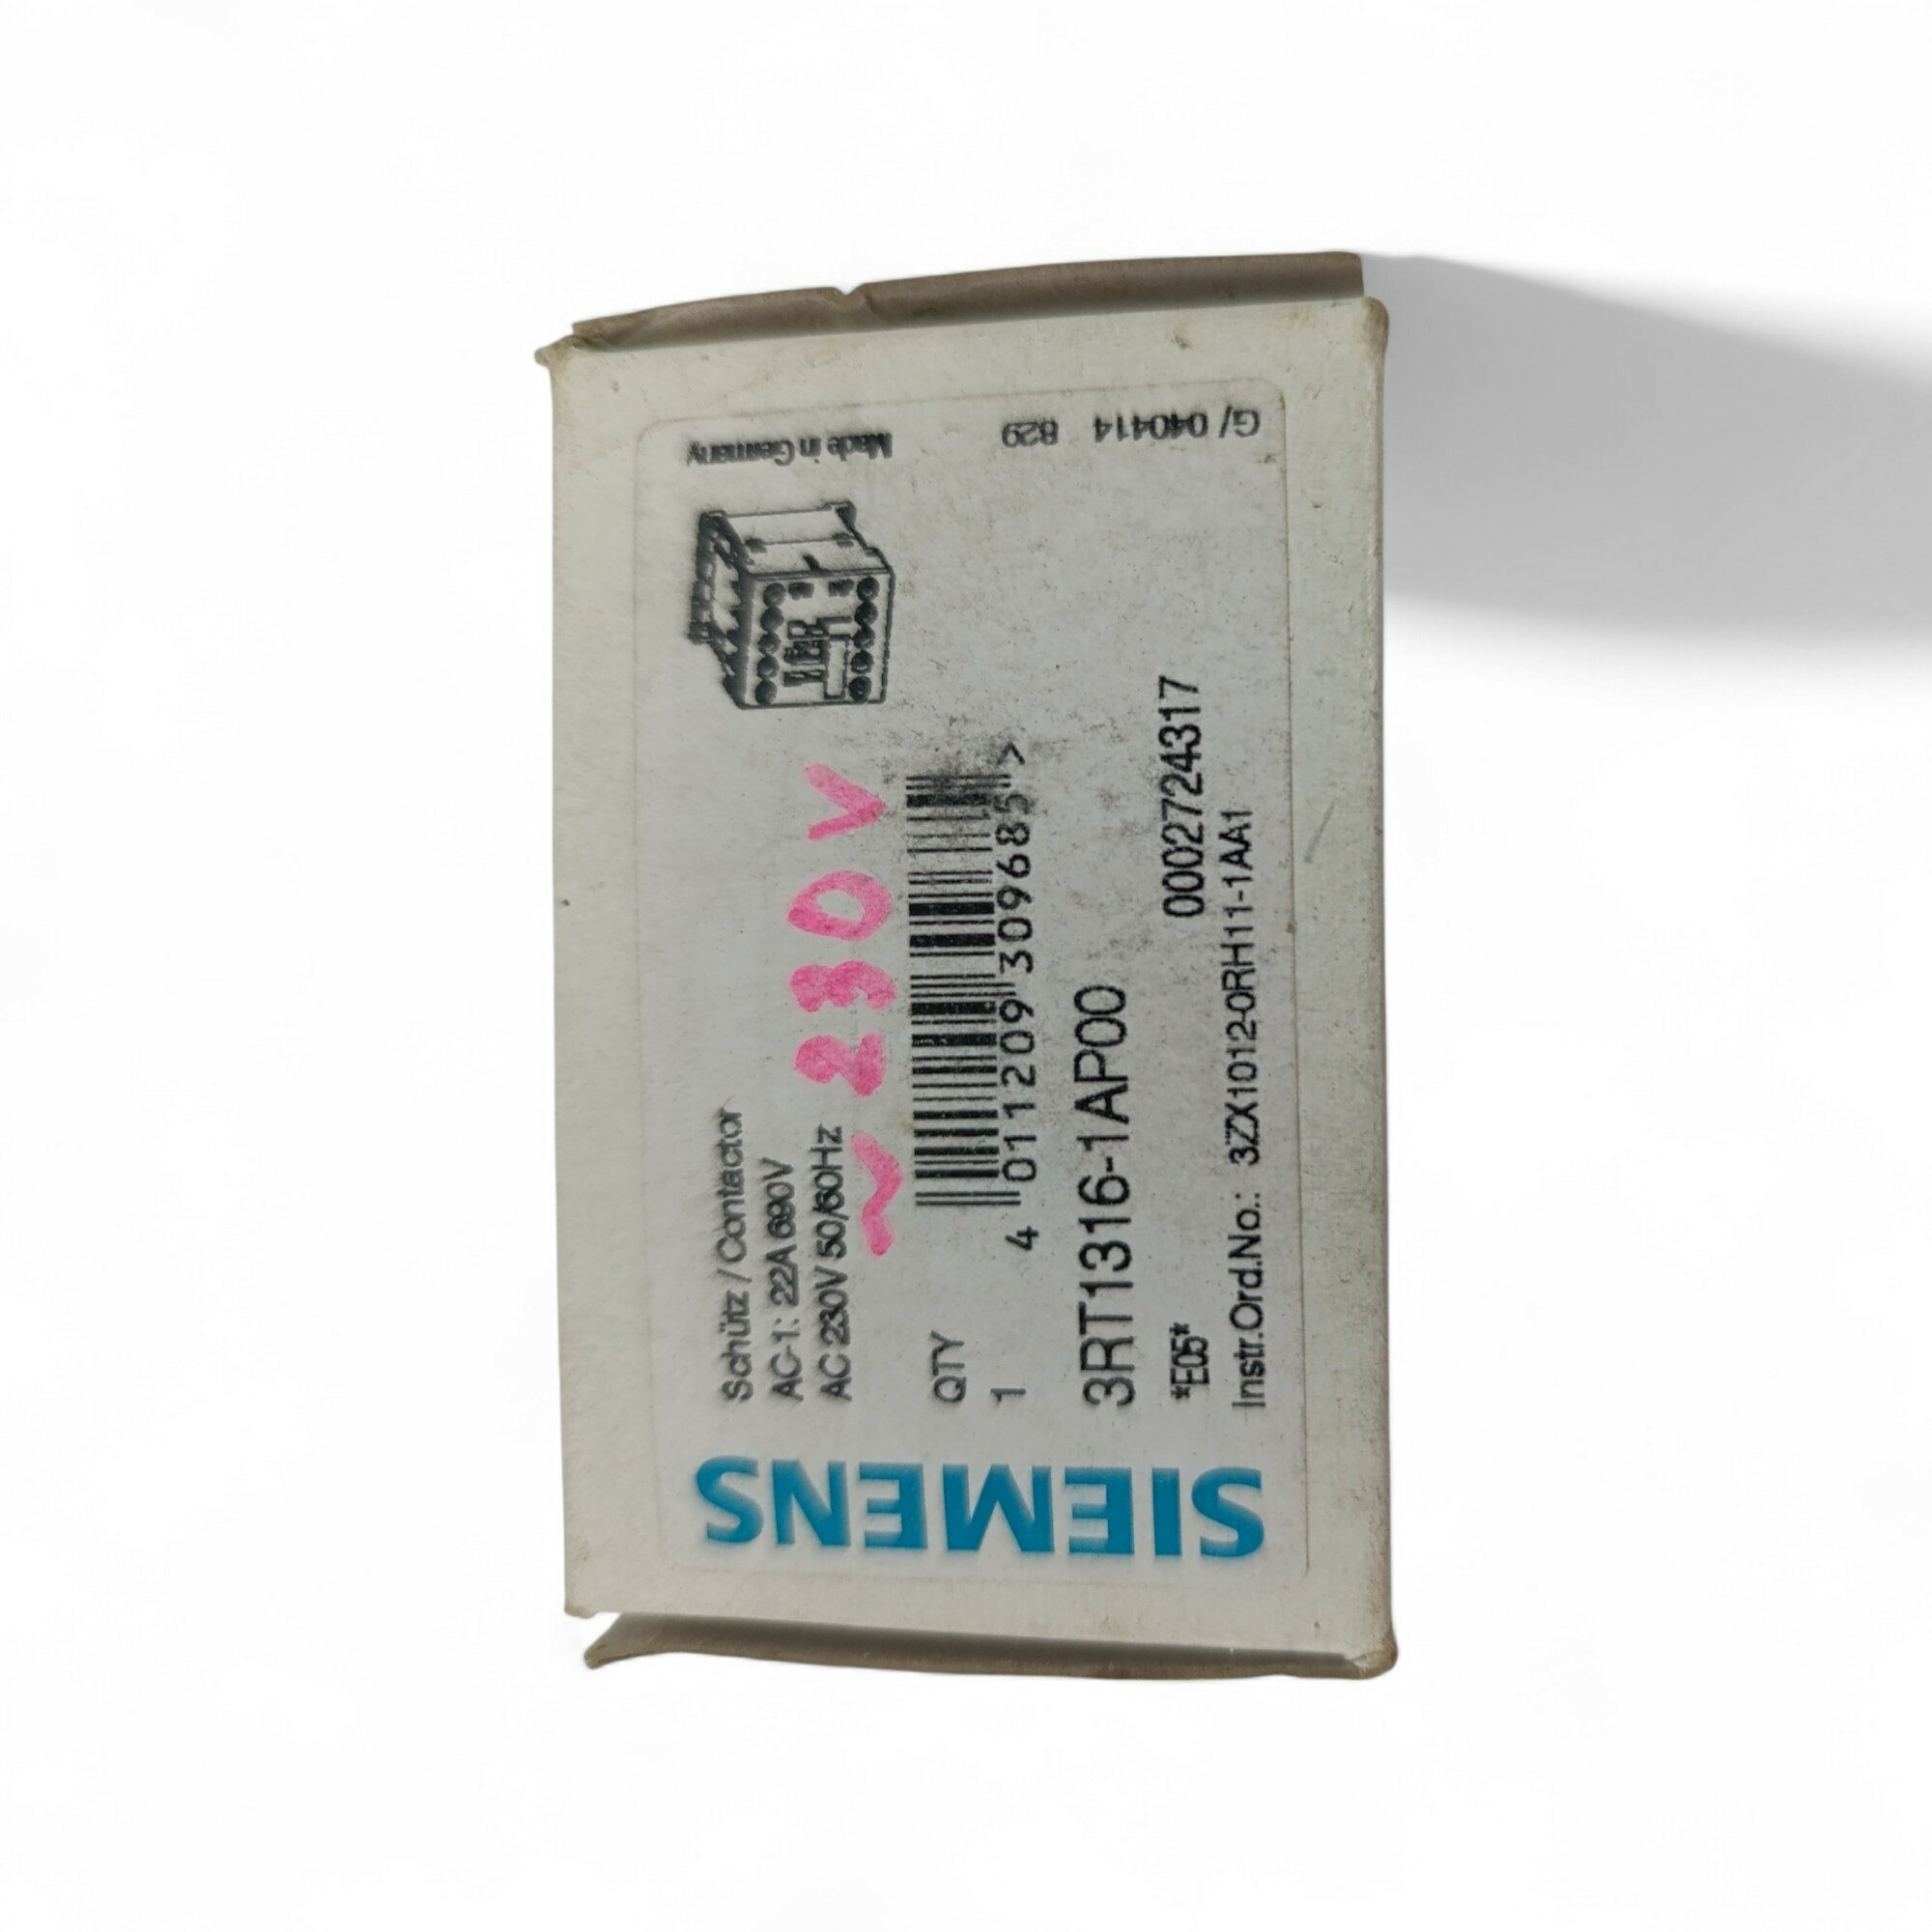 SIEMENS
Schütz / Contactor
AC-1: 22A 690V
AC 230V 50/60Hz
~ 230V
QTY
1
4 011209 309685 >
3RT1316-1AP00
*E05*
0002724317
Instr.Ord.No.: 3ZX1012-0RH11-1AA1
Made in Germany
G/ 040414 829